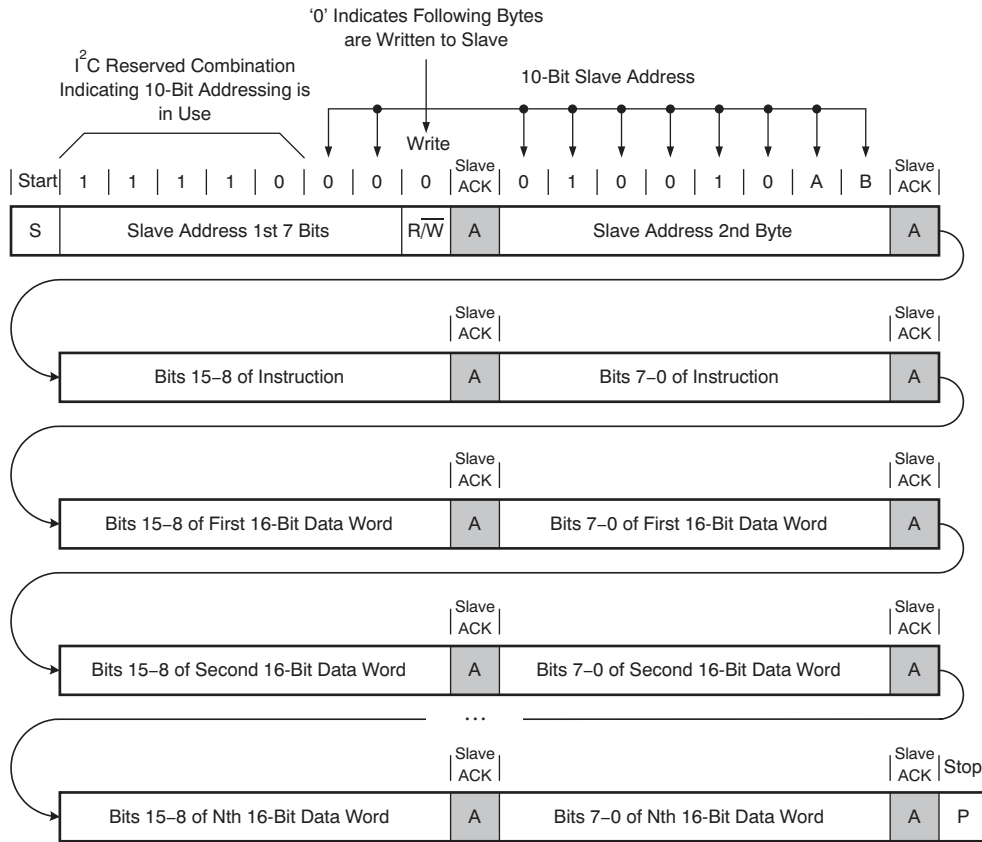 '0' Indicates Following Bytes
are Written to Slave
I2C Reserved Combination
Indicating 10-Bit Addressing is
in Use
10-Bit Slave Address
Write
Start 1 1 1 1 0 0 0 0 Slave ACK 0 1 0 0 1 0 A B Slave ACK
S Slave Address 1st 7 Bits R/W A Slave Address 2nd Byte A
Slave ACK Slave ACK
Bits 15–8 of Instruction A Bits 7–0 of Instruction A
Slave ACK Slave ACK
Bits 15–8 of First 16-Bit Data Word A Bits 7–0 of First 16-Bit Data Word A
Slave ACK Slave ACK
Bits 15–8 of Second 16-Bit Data Word A Bits 7–0 of Second 16-Bit Data Word A
...
Slave ACK Slave ACK Stop
Bits 15–8 of Nth 16-Bit Data Word A Bits 7–0 of Nth 16-Bit Data Word A P